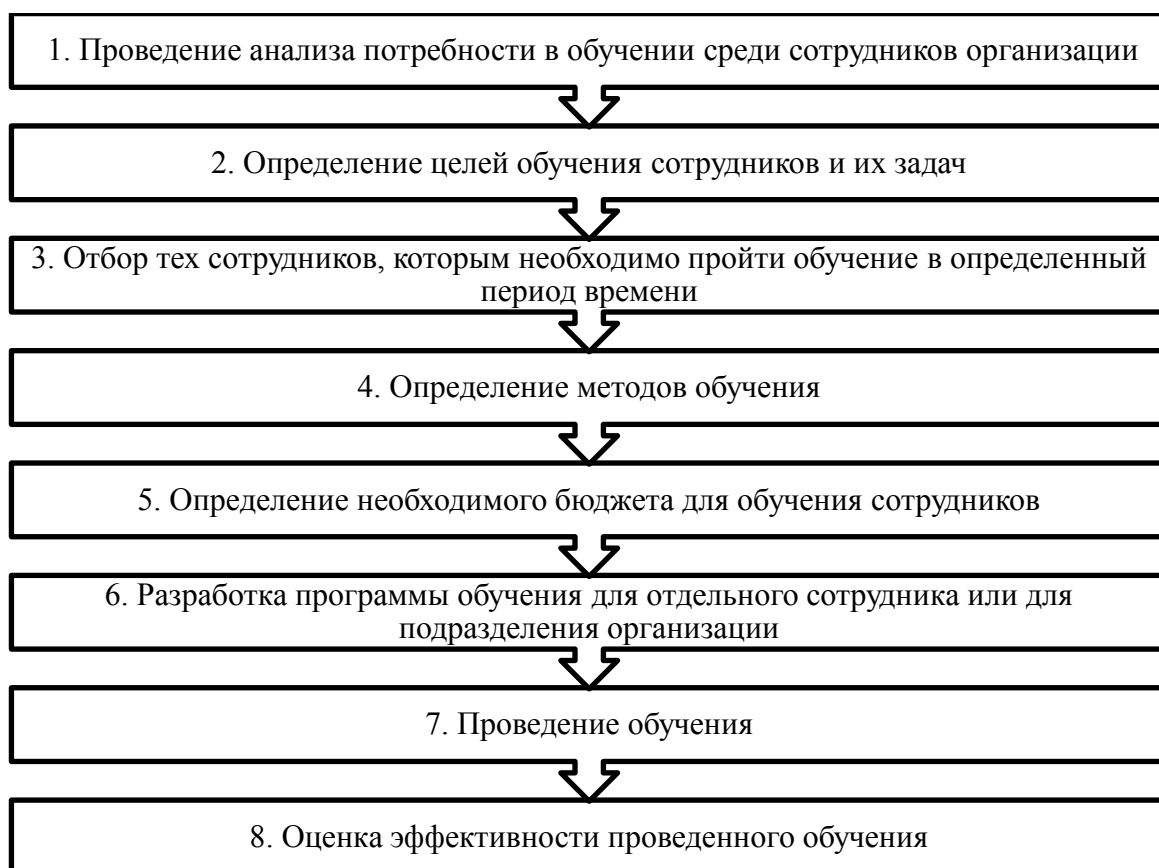 1. Проведение анализа потребности в обучении среди сотрудников организации
2. Определение целей обучения сотрудников и их задач
3. Отбор тех сотрудников, которым необходимо пройти обучение в определенный
период времени
4. Определение методов обучения
5. Определение необходимого бюджета для обучения сотрудников
6. Разработка программы обучения для отдельного сотрудника или для
подразделения организации
7. Проведение обучения
8. Оценка эффективности проведенного обучения